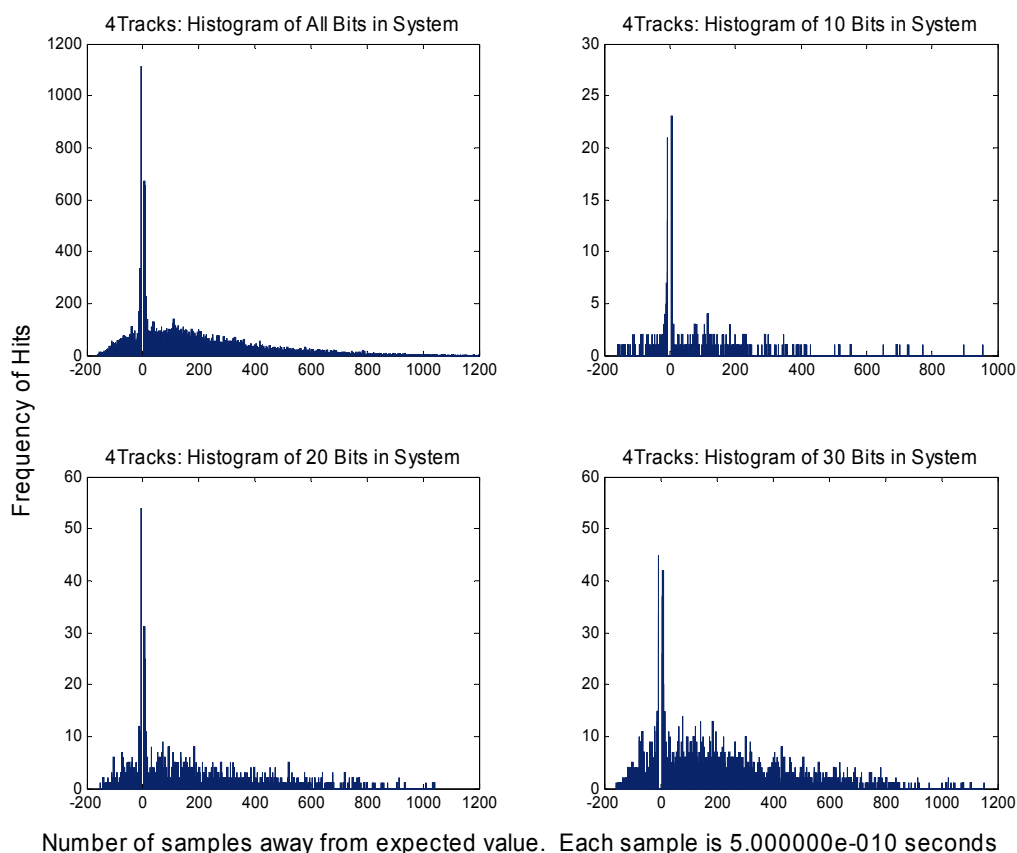 4Tracks: Histogram of All Bits in System
1200
1000
800
600
400
200
0
-200 0 200 400 600 800 1000 1200
4Tracks: Histogram of 10 Bits in System
30
25
20
15
10
5
0
-200 0 200 400 600 800 1000
Frequency of Hits
4Tracks: Histogram of 20 Bits in System
60
50
40
30
20
10
0
-200 0 200 400 600 800 1000 1200
4Tracks: Histogram of 30 Bits in System
60
50
40
30
20
10
0
-200 0 200 400 600 800 1000 1200
Number of samples away from expected value. Each sample is 5.000000e-010 seconds